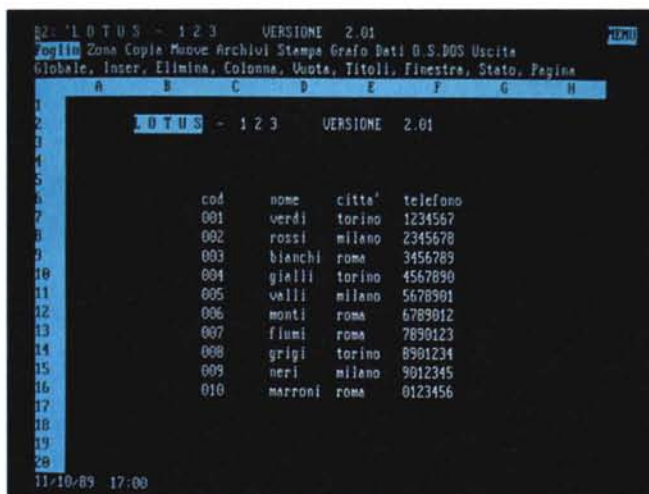 B2: 'L O T U S - 1 2 3 VERSIONE 2.01 MENU
Foglio Zona Copia Muove Archivi Stampa Grafo Dati O.S.DOS Uscita
Globale, Inser, Elimina, Colonna, Vuota, Titoli, Finestra, Stato, Pagina
A B C D E F G H
1
2 L O T U S - 1 2 3 VERSIONE 2.01
3
4
5
6 cod nome citta' telefono
7 001 verdi torino 1234567
8 002 rossi milano 2345678
9 003 bianchi roma 3456789
10 004 gialli torino 4567890
11 005 valli milano 5678901
12 006 monti roma 6789012
13 007 fiumi roma 7890123
14 008 grigi torino 8901234
15 009 neri milano 9012345
16 010 marroni roma 0123456
17
18
19
20
11/10/89 17:00